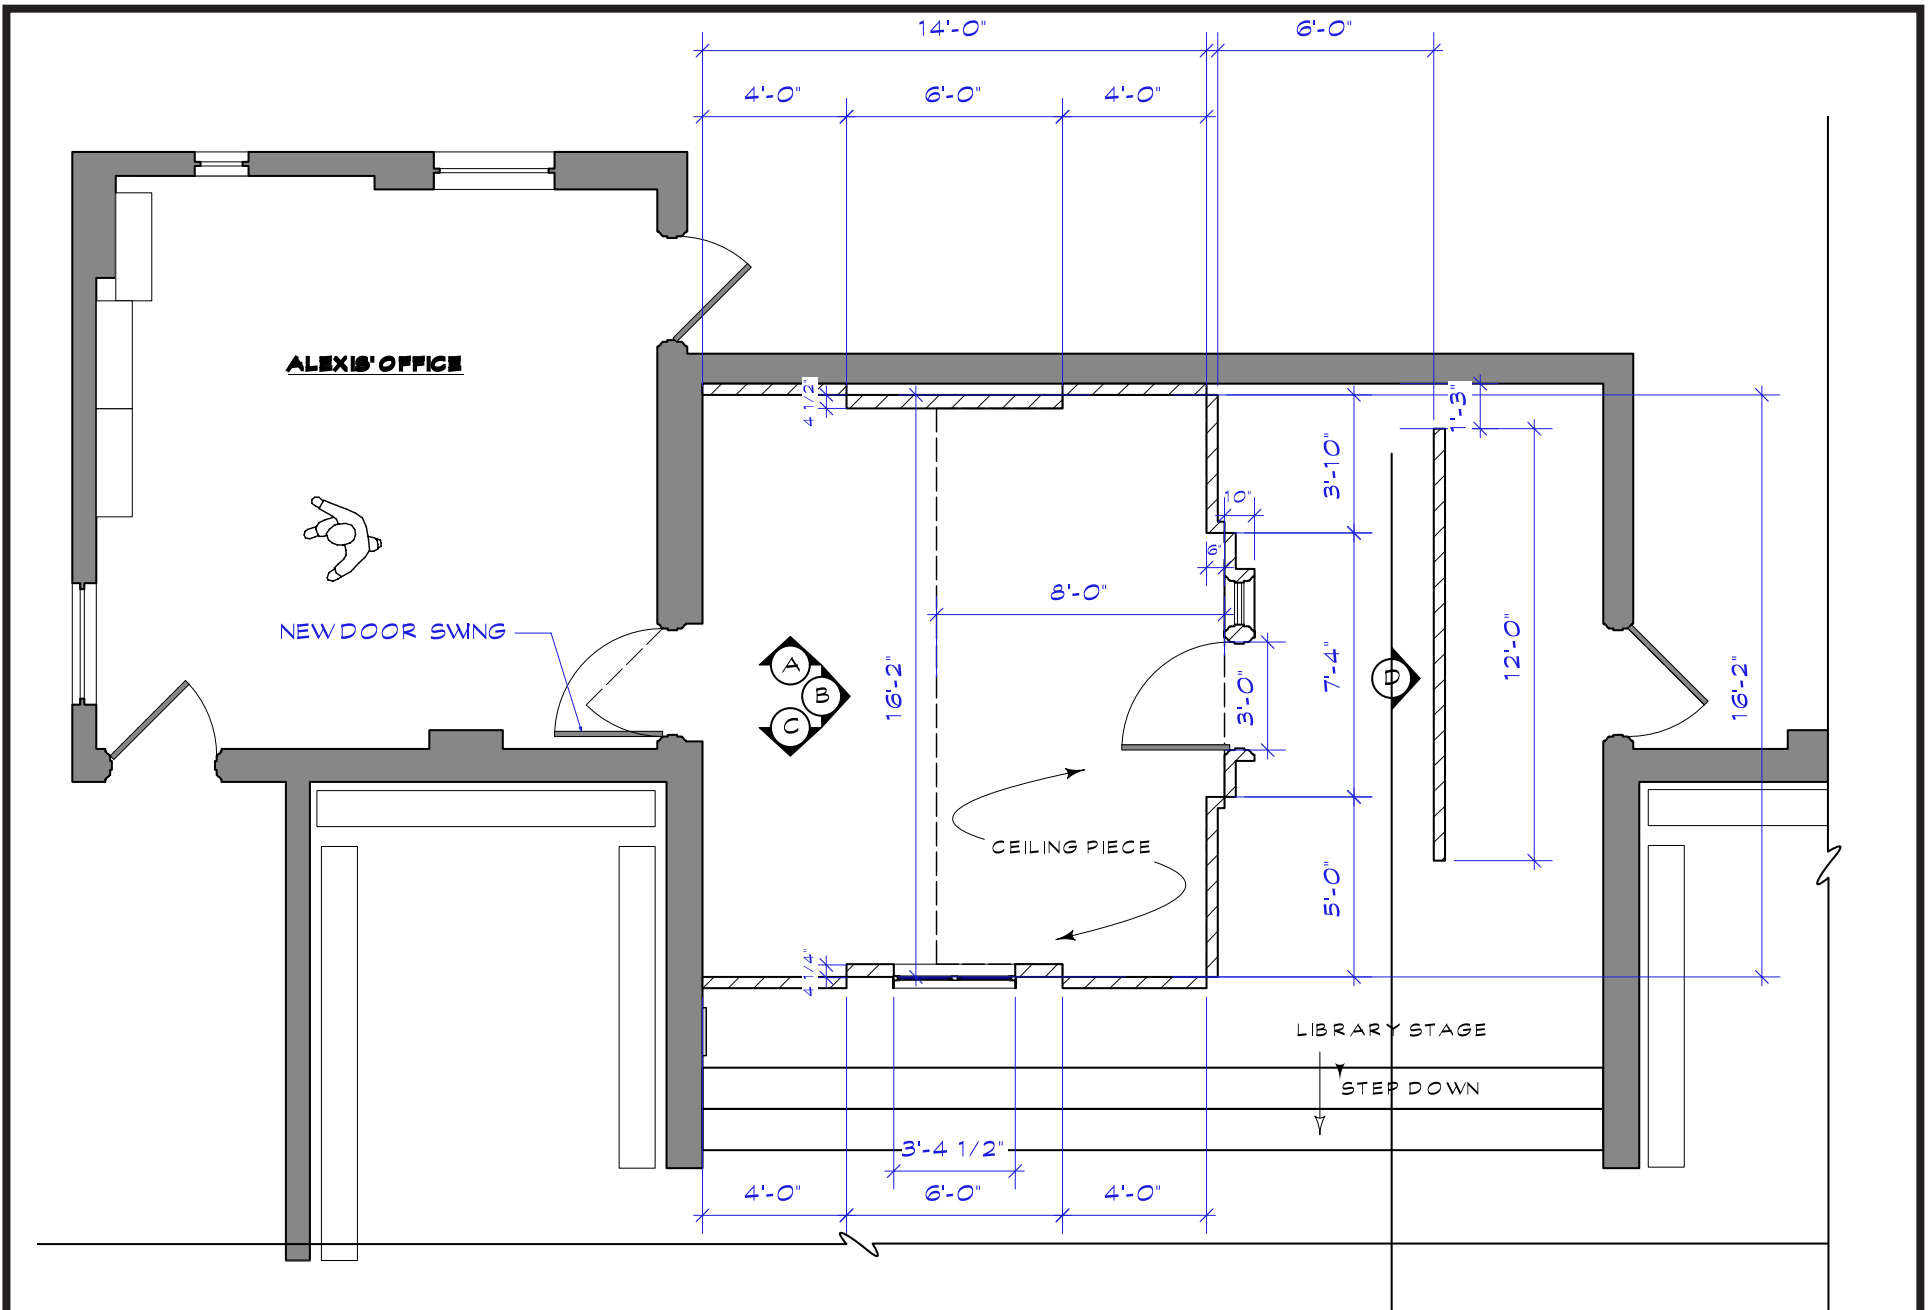 14'-0"
6'-0"
4'-0"
6'-0"
4'-0"
ALEXIS' OFFICE
4 1/2"
1'-3"
3'-10"
10"
6"
8'-0"
NEW DOOR SWING
A
B
C
16'-2"
3'-0"
7'-4"
D
12'-0"
16'-2"
CEILING PIECE
5'-0"
4 1/4"
LIBRARY STAGE
STEP DOWN
3'-4 1/2"
4'-0"
6'-0"
4'-0"